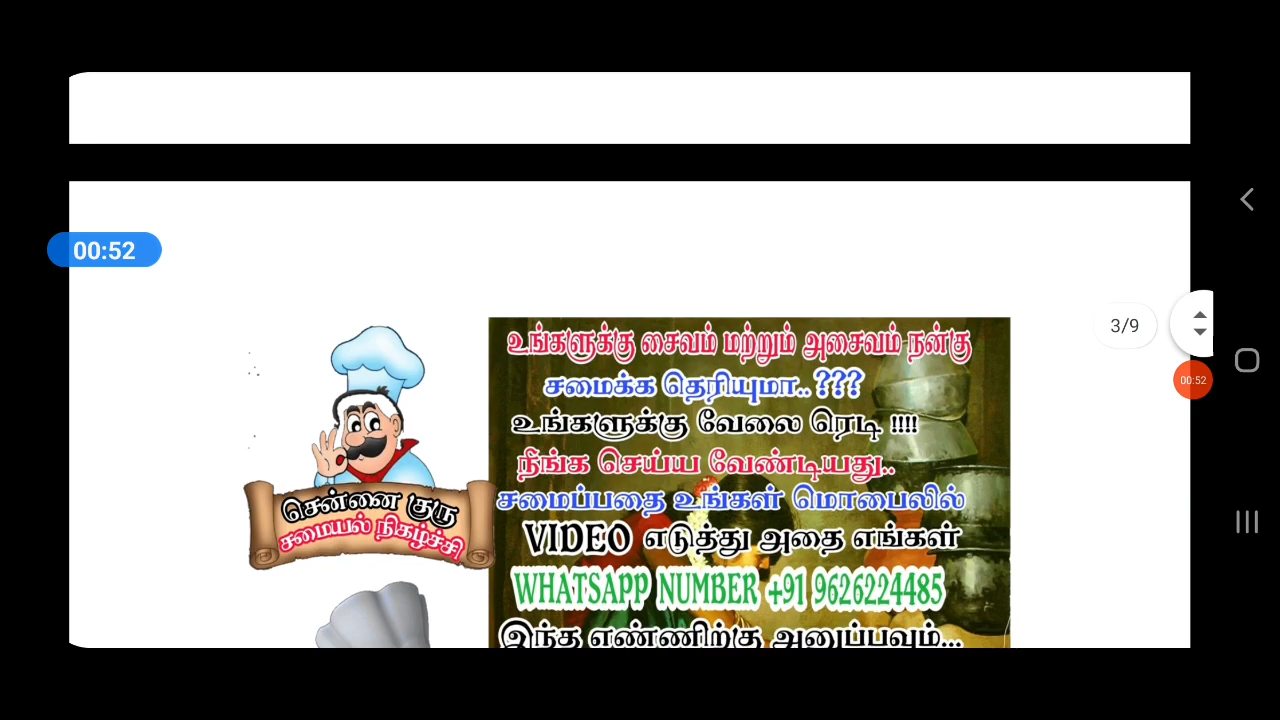 00:52
3/9
00:52
சென்னை குரு
சமையல் நிகழ்ச்சி
உங்களுக்கு சைவம் மற்றும் அசைவம் நன்கு
சமைக்க தெரியுமா..???
உங்களுக்கு வேலை ரெடி !!!!
நீங்க செய்ய வேண்டியது..
சமைப்பதை உங்கள் மொபைலில்
VIDEO எடுத்து அதை எங்கள்
WHATSAPP NUMBER +91 9626224485
இந்த எண்ணிற்கு அனுப்பவும்...